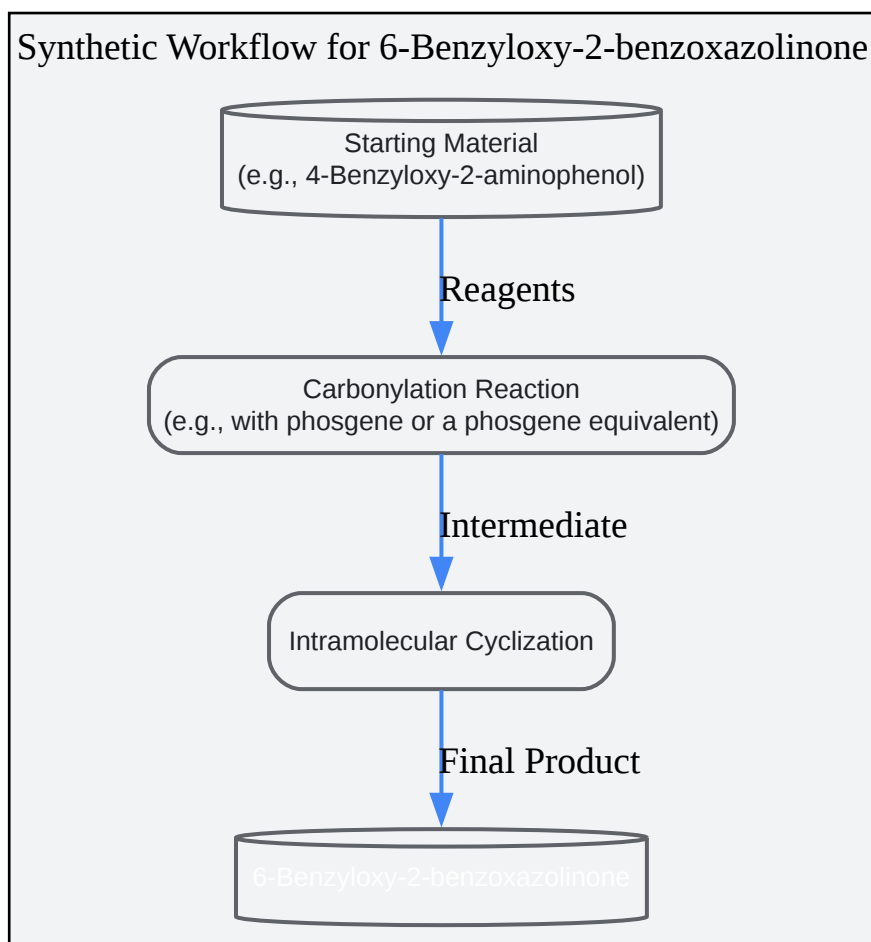 Synthetic Workflow for 6-Benzyloxy-2-benzoxazolinone
Starting Material
(e.g., 4-Benzyloxy-2-aminophenol)
Reagents
Carbonylation Reaction
(e.g., with phosgene or a phosgene equivalent)
Intermediate
Intramolecular Cyclization
Final Product
6-Benzyloxy-2-benzoxazolinone